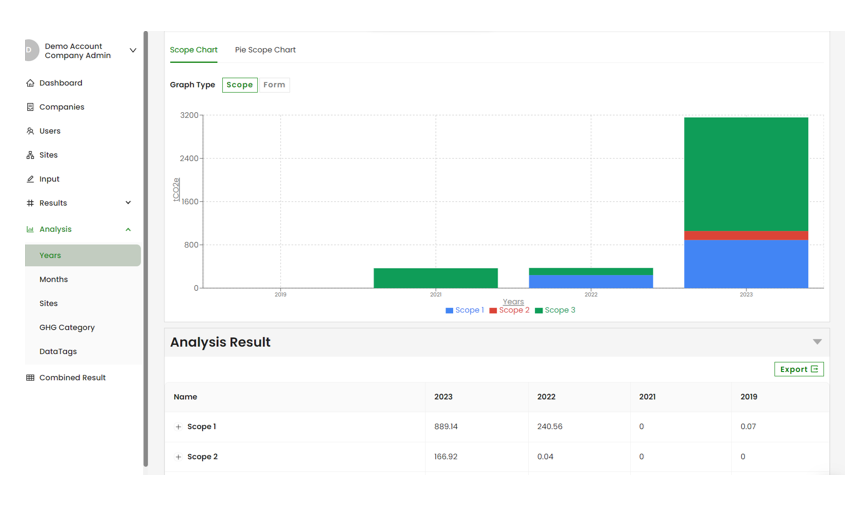 D
Demo Account
Company Admin
Dashboard
Companies
Users
Sites
Input
Results
Analysis
Years
Months
Sites
GHG Category
DataTags
Combined Result
Scope Chart Pie Scope Chart
Graph Type Scope Form
3200
2400
1600
800
0
tCO2e
2019 2021 2022 2023
Years
Scope 1 Scope 2 Scope 3
Analysis Result
Export
Name 2023 2022 2021 2019
+ Scope 1 889.14 240.56 0 0.07
+ Scope 2 166.92 0.04 0 0